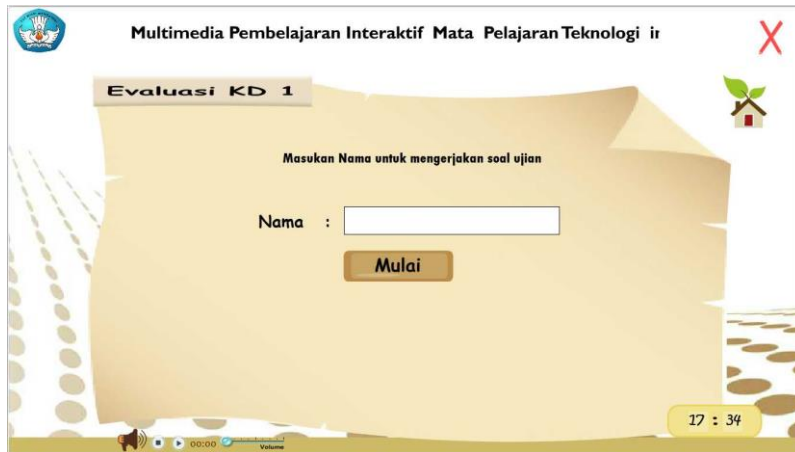 Multimedia Pembelajaran Interaktif Mata Pelajaran Teknologi ir
Evaluasi KD 1
Masukan Nama untuk mengerjakan soal ujian
Nama :
Mulai
17 : 34
00:00
Volume